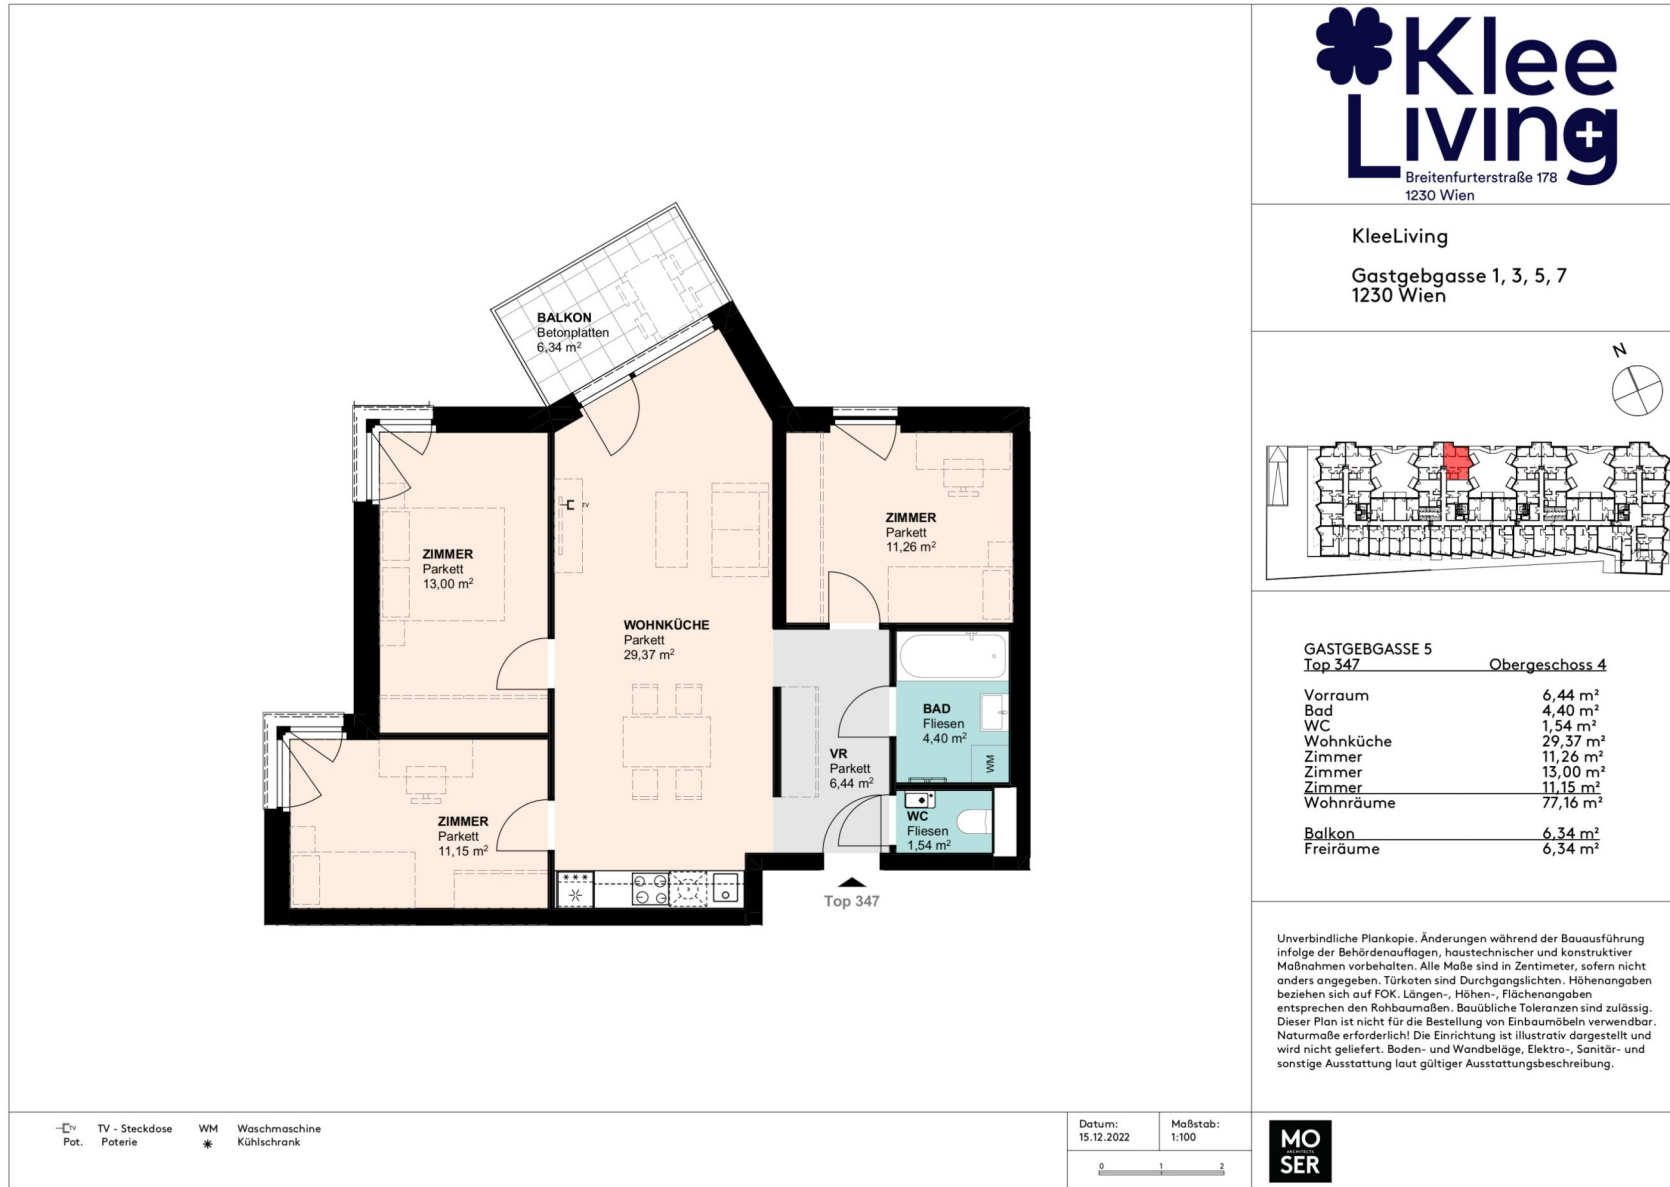 Klee
Living
Breitenfurterstraße 178
1230 Wien
KleeLiving
Gastgebgasse 1, 3, 5, 7
1230 Wien
N
BALKON
Betonplatten
6,34 m²
ZIMMER
Parkett
13,00 m²
TV
WOHNKÜCHE
Parkett
29,37 m²
ZIMMER
Parkett
11,26 m²
BAD
Fliesen
4,40 m²
WM
VR
Parkett
6,44 m²
WC
Fliesen
1,54 m²
ZIMMER
Parkett
11,15 m²
Top 347
GASTGEBGASSE 5
Top 347 Obergeschoss 4
Vorraum 6,44 m²
Bad 4,40 m²
WC 1,54 m²
Wohnküche 29,37 m²
Zimmer 11,26 m²
Zimmer 13,00 m²
Zimmer 11,15 m²
Wohnräume 77,16 m²
Balkon 6,34 m²
Freiräume 6,34 m²
Unverbindliche Plankopie. Änderungen während der Bauausführung
infolge der Behördenauflagen, haustechnischer und konstruktiver
Maßnahmen vorbehalten. Alle Maße sind in Zentimeter, sofern nicht
anders angegeben. Türkoten sind Durchgangslichten. Höhenangaben
beziehen sich auf FOK. Längen-, Höhen-, Flächenangaben
entsprechen den Rohbaumaßen. Bauübliche Toleranzen sind zulässig.
Dieser Plan ist nicht für die Bestellung von Einbaumöbeln verwendbar.
Naturmaße erforderlich! Die Einrichtung ist illustrativ dargestellt und
wird nicht geliefert. Boden- und Wandbeläge, Elektro-, Sanitär- und
sonstige Ausstattung laut gültiger Ausstattungsbeschreibung.
TV TV - Steckdose WM Waschmaschine
Pot. Poterie Kühlschrank
Datum:
15.12.2022
Maßstab:
1:100
0 1 2
MO
ARCHITECTS
SER